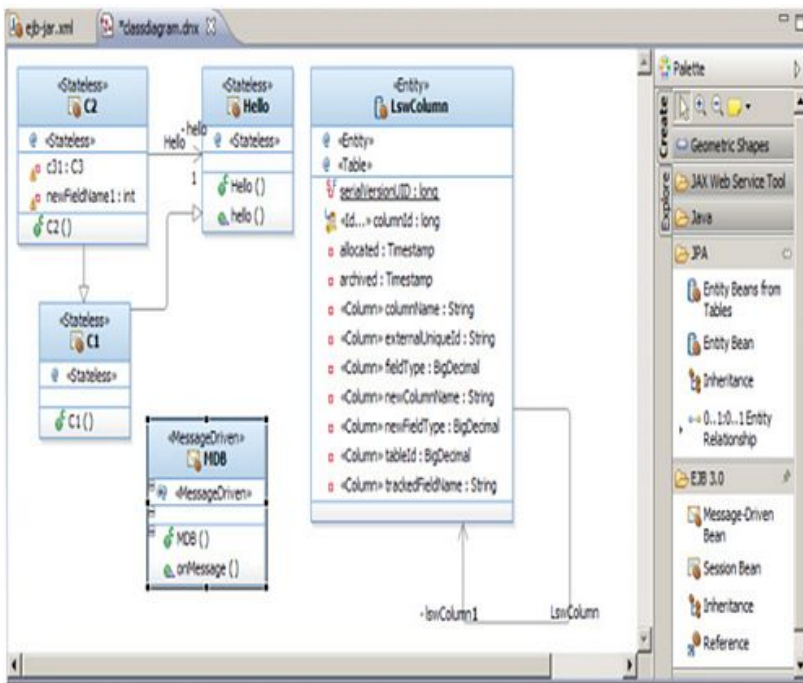 ejb-jar.xml
*classdiagram.dnx
«Stateless»
C2
«Stateless»
c31 : C3
newFieldName1 : int
C2 ()
Hello
- hello
1
«Stateless»
Hello
«Stateless»
Hello ()
hello ()
«Stateless»
C1
«Stateless»
C1 ()
«MessageDriven»
MDB
«MessageDriven»
MDB ()
onMessage ()
«Entity»
LswColumn
«Entity»
«Table»
serialVersionUID : long
«Id...» columnId : long
allocated : Timestamp
archived : Timestamp
«Column» columnName : String
«Column» externalUniqueId : String
«Column» fieldType : BigDecimal
«Column» newColumnName : String
«Column» newFieldType : BigDecimal
«Column» tableId : BigDecimal
«Column» trackedFieldName : String
- lswColumn1
LswColumn
Palette
Create
Explore
Geometric Shapes
JAX Web Service Tool
Java
JPA
Entity Beans from
Tables
Entity Bean
Inheritance
0..1:0..1 Entity
Relationship
EJB 3.0
Message-Driven
Bean
Session Bean
Inheritance
Reference